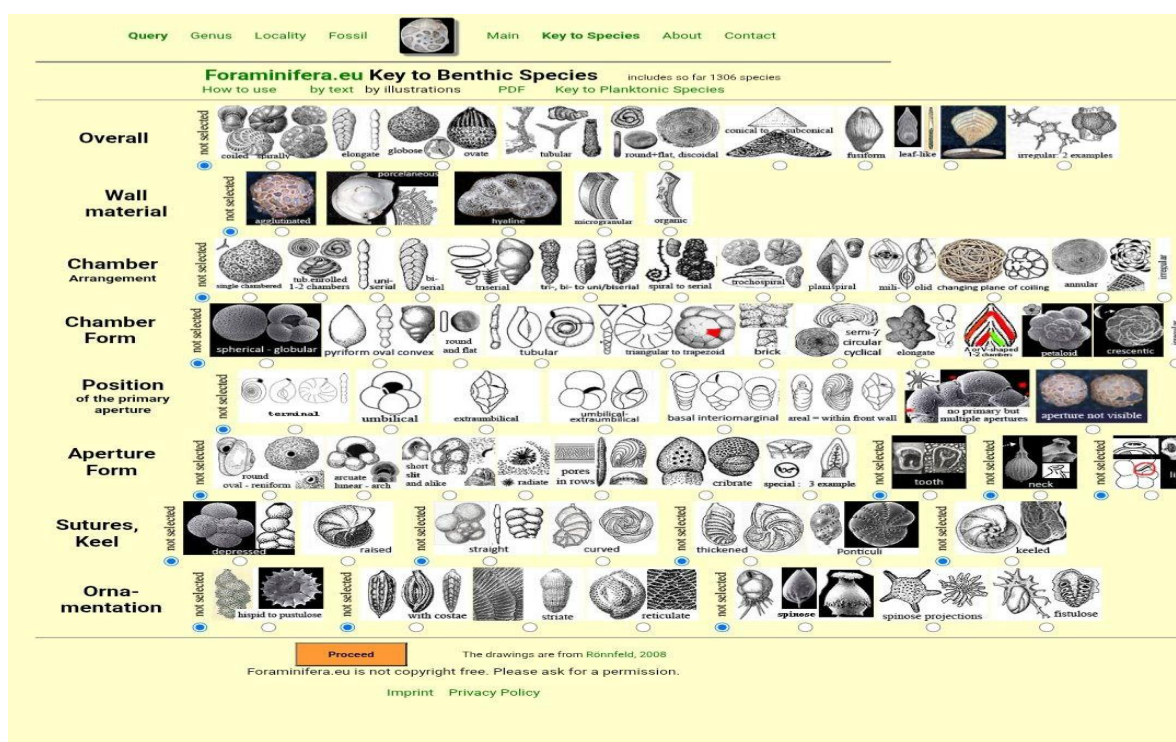 Query Genus Locality Fossil Main Key to Species About Contact
Foraminifera.eu Key to Benthic Species includes so far 1306 species
How to use by text by illustrations PDF Key to Planktonic Species
Overall
not selected
coiled spirally
elongate
globose
ovate
tubular
round+flat, discoidal
conical to subconical
fusiform
leaf-like
irregular: 2 examples
Wall
material
not selected
agglutinated
porcelaneous
hyaline
microgranular
organic
Chamber
Arrangement
not selected
single chambered
tub.enrolled
1-2 chambers
uni-
serial
bi-
serial
triserial
tri-, bi- to uni/biserial
spiral to serial
trochospiral
planispiral
mili- olid
changing plane of coiling
annular
irregular
Chamber
Form
not selected
spherical - globular
pyriform oval convex
round
and flat
tubular
triangular to trapezoid
brick
semi-/
circular
cyclical
elongate
A or V-shaped
1-2 chambers
petaloid
crescentic
Position
of the primary
aperture
not selected
terminal
umbilical
extraumbilical
umbilical-
extraumbilical
basal interiomarginal
areal = within front wall
no primary but
multiple apertures
aperture not visible
Aperture
Form
not selected
round
oval - reniform
arcuate
lunear - arch
short
slit
and alike
radiate
pores
in rows
cribrate
special : 3 example
not selected
tooth
not selected
neck
not selected
Sutures,
Keel
not selected
depressed
raised
not selected
straight
curved
not selected
thickened
Ponticuli
not selected
keeled
Orna-
mentation
not selected
hispid to pustulose
not selected
with costae
striate
reticulate
not selected
spinose
spinose projections
fistulose
Proceed The drawings are from Rönnfeld, 2008
Foraminifera.eu is not copyright free. Please ask for a permission.
Imprint Privacy Policy